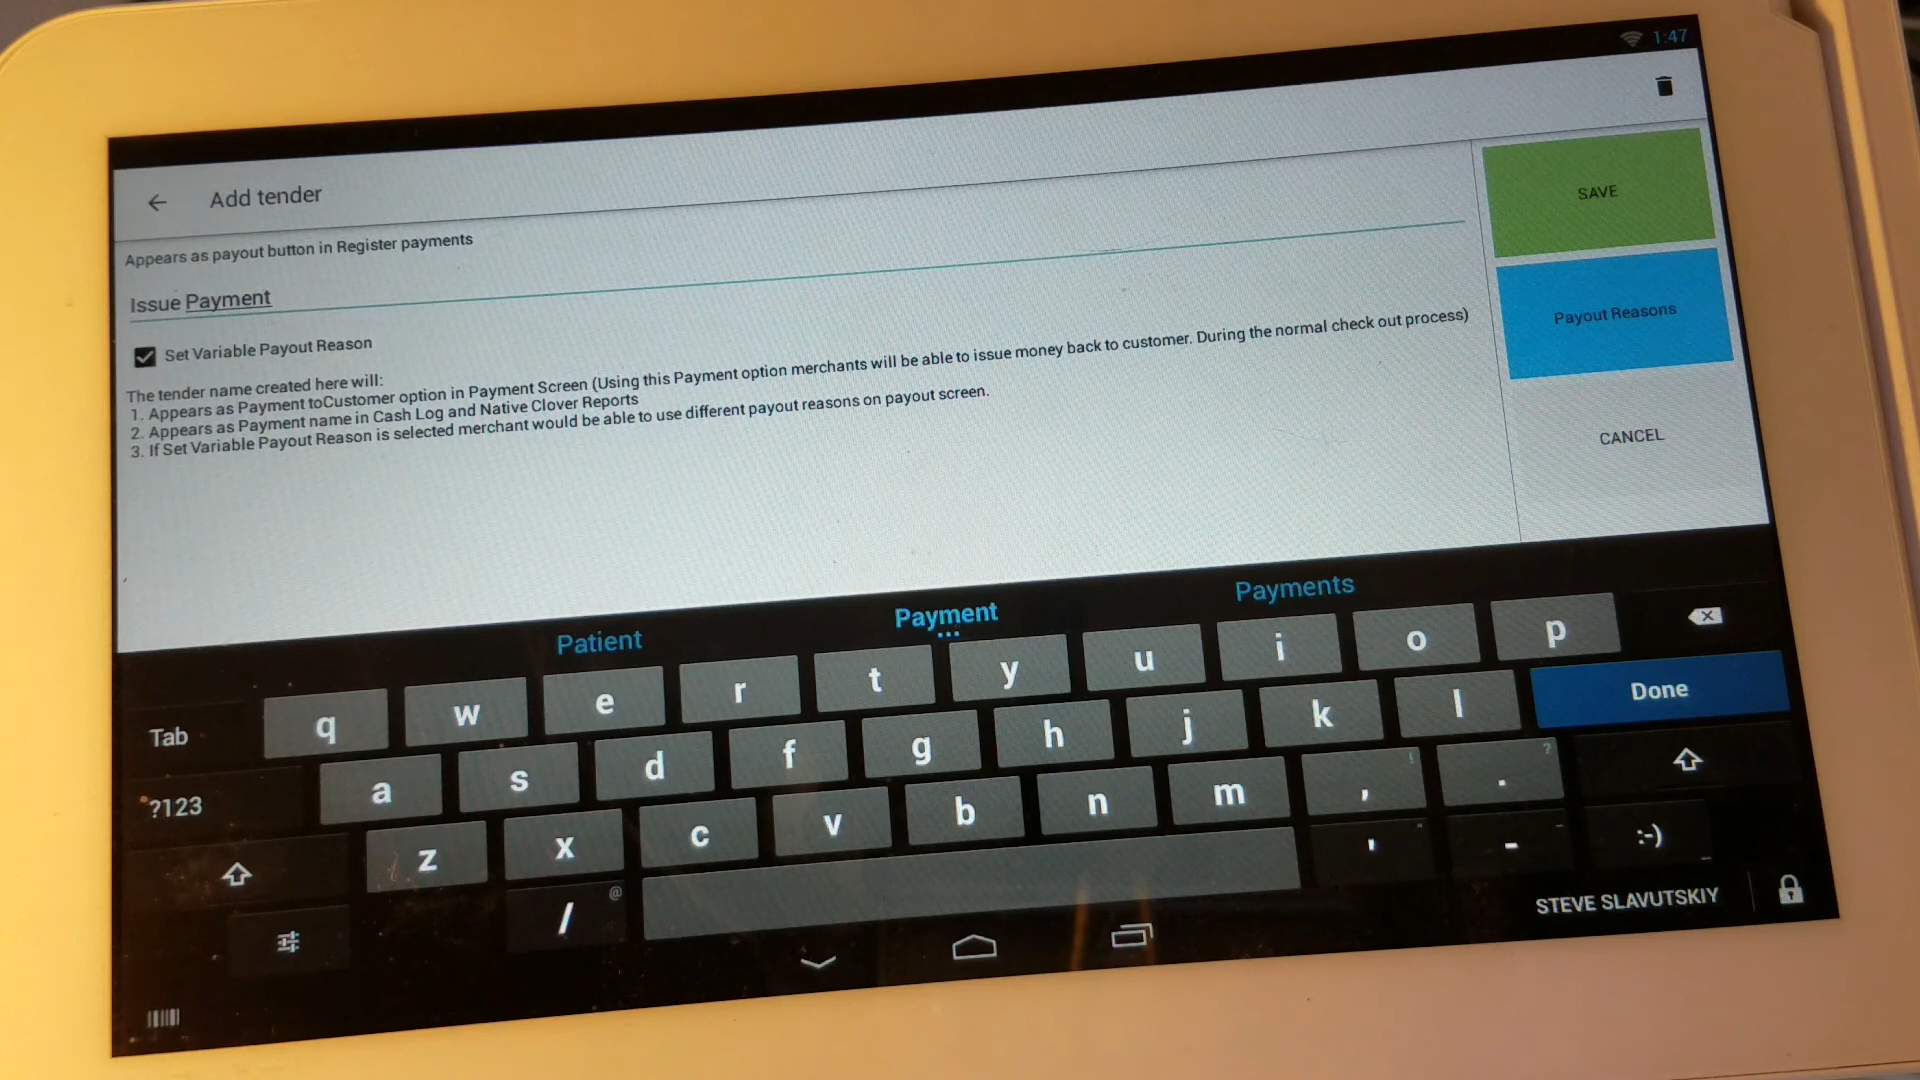 1:47
Add tender
SAVE
Appears as payout button in Register payments
Issue Payment
Payout Reasons
Set Variable Payout Reason
The tender name created here will:
1. Appears as Payment toCustomer option in Payment Screen (Using this Payment option merchants will be able to issue money back to customer. During the normal check out process)
2. Appears as Payment name in Cash Log and Native Clover Reports
3. If Set Variable Payout Reason is selected merchant would be able to use different payout reasons on payout screen.
CANCEL
Patient Payment Payments
Tab q w e r t y u i o p
?123 a s d f g h j k l Done
z x c v b n m , ! . ?
/ @ ' " - _ :-)
STEVE SLAVUTSKIY